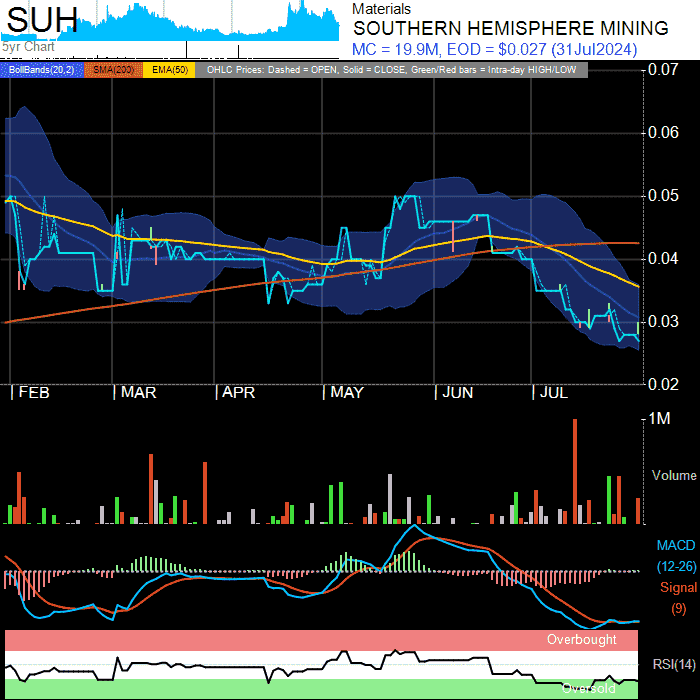 SUH
5yr Chart
Materials
SOUTHERN HEMISPHERE MINING
MC = 19.9M, EOD = $0.027 (31Jul2024)
BollBands(20,2) SMA(200) EMA(50) OHLC Prices: Dashed = OPEN, Solid = CLOSE, Green/Red bars = Intra-day HIGH/LOW
0.07
0.06
0.05
0.04
0.03
0.02
FEB MAR APR MAY JUN JUL
1M
Volume
MACD
(12-26)
Signal
(9)
Overbought
RSI(14)
Oversold